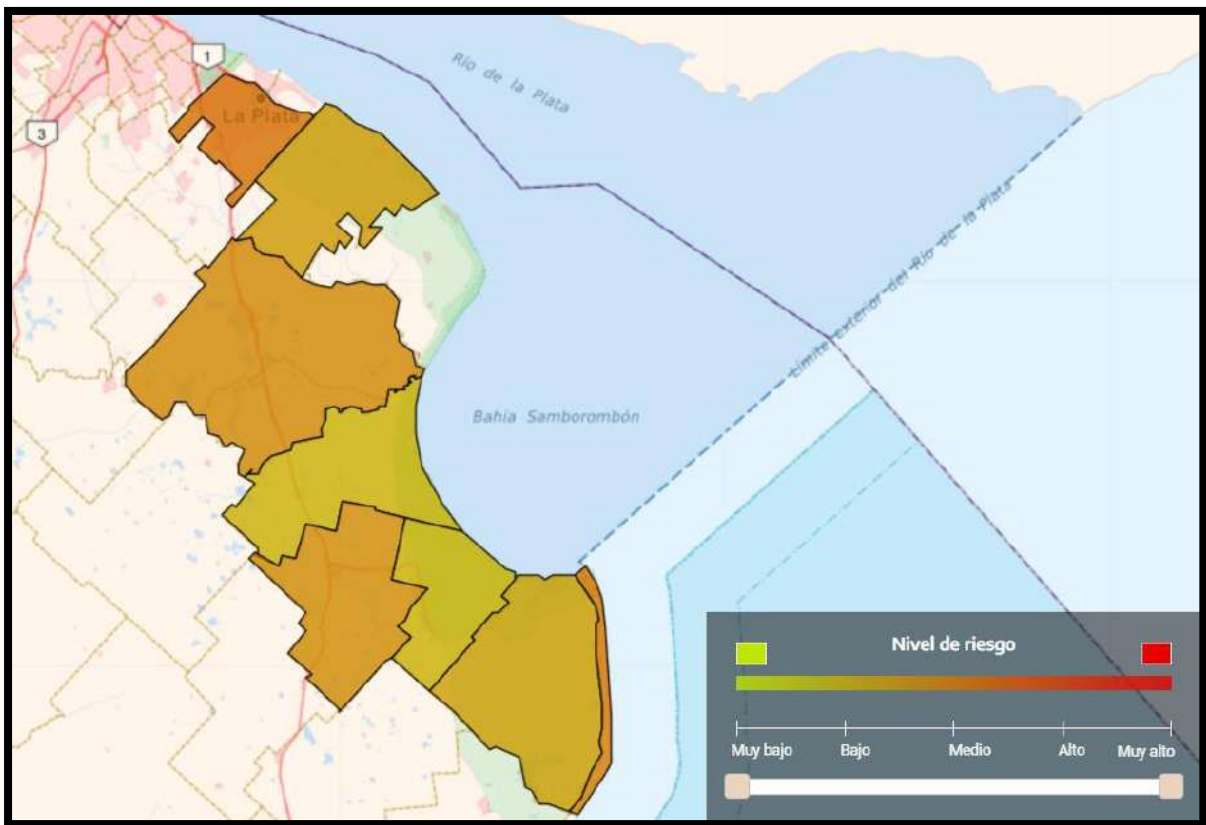 1
Río de la Plata
La Plata
3
Límite exterior del Río de la Plata
Bahía Samborombón
Nivel de riesgo
Muy bajo Bajo Medio Alto Muy alto